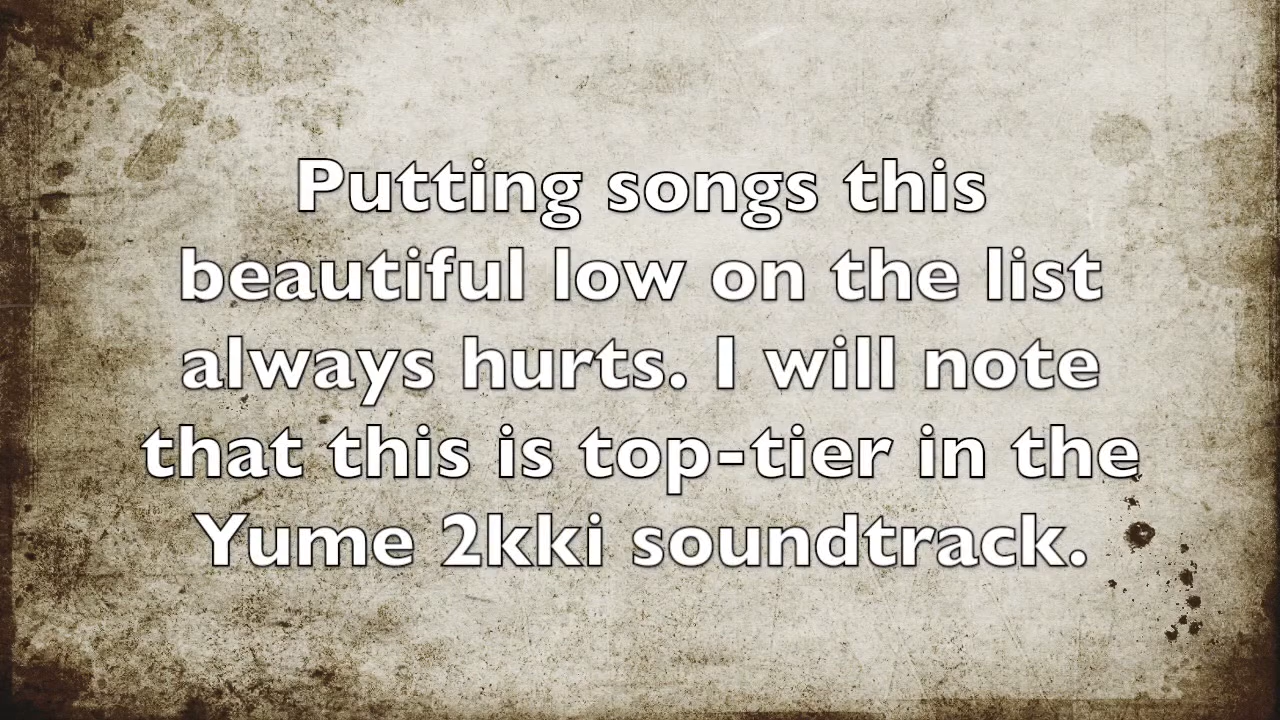 Putting songs this
beautiful low on the list
always hurts. I will note
that this is top-tier in the
Yume 2kki soundtrack.